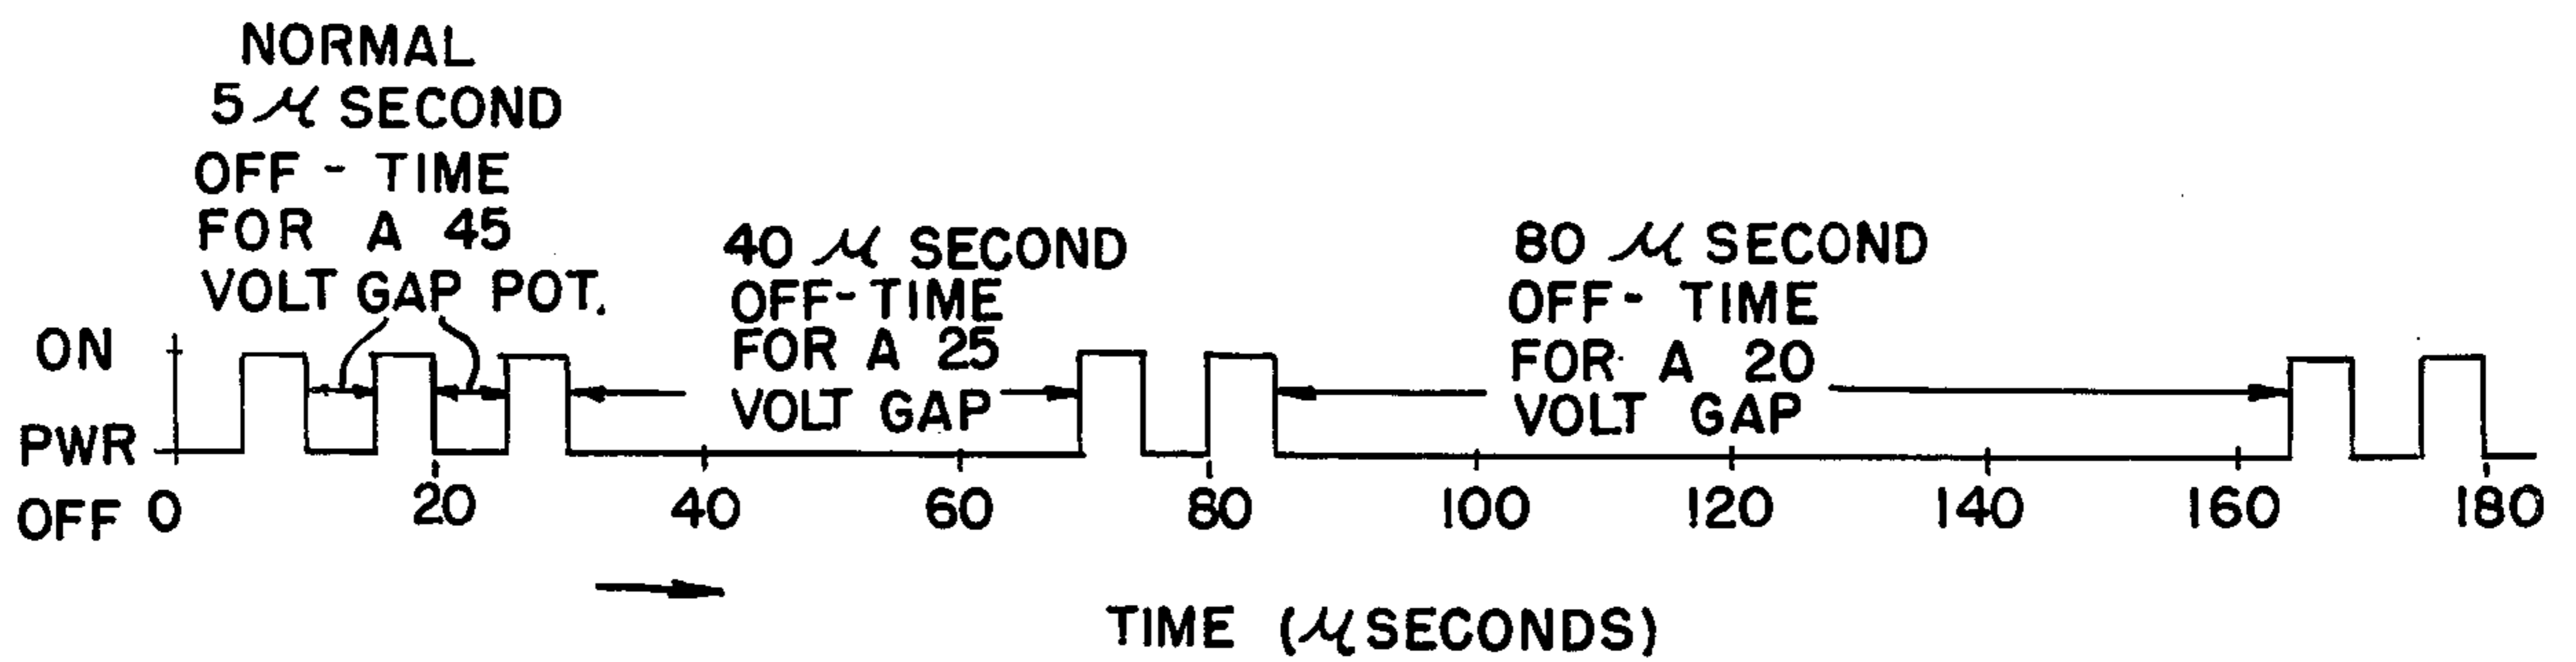 NORMAL
5 μ SECOND
OFF - TIME
FOR A 45
VOLT GAP POT.
40 μ SECOND
OFF-TIME
FOR A 25
VOLT GAP
80 μ SECOND
OFF- TIME
FOR A 20
VOLT GAP
ON
PWR
OFF
0 20 40 60 80 100 120 140 160 180
TIME (μSECONDS)